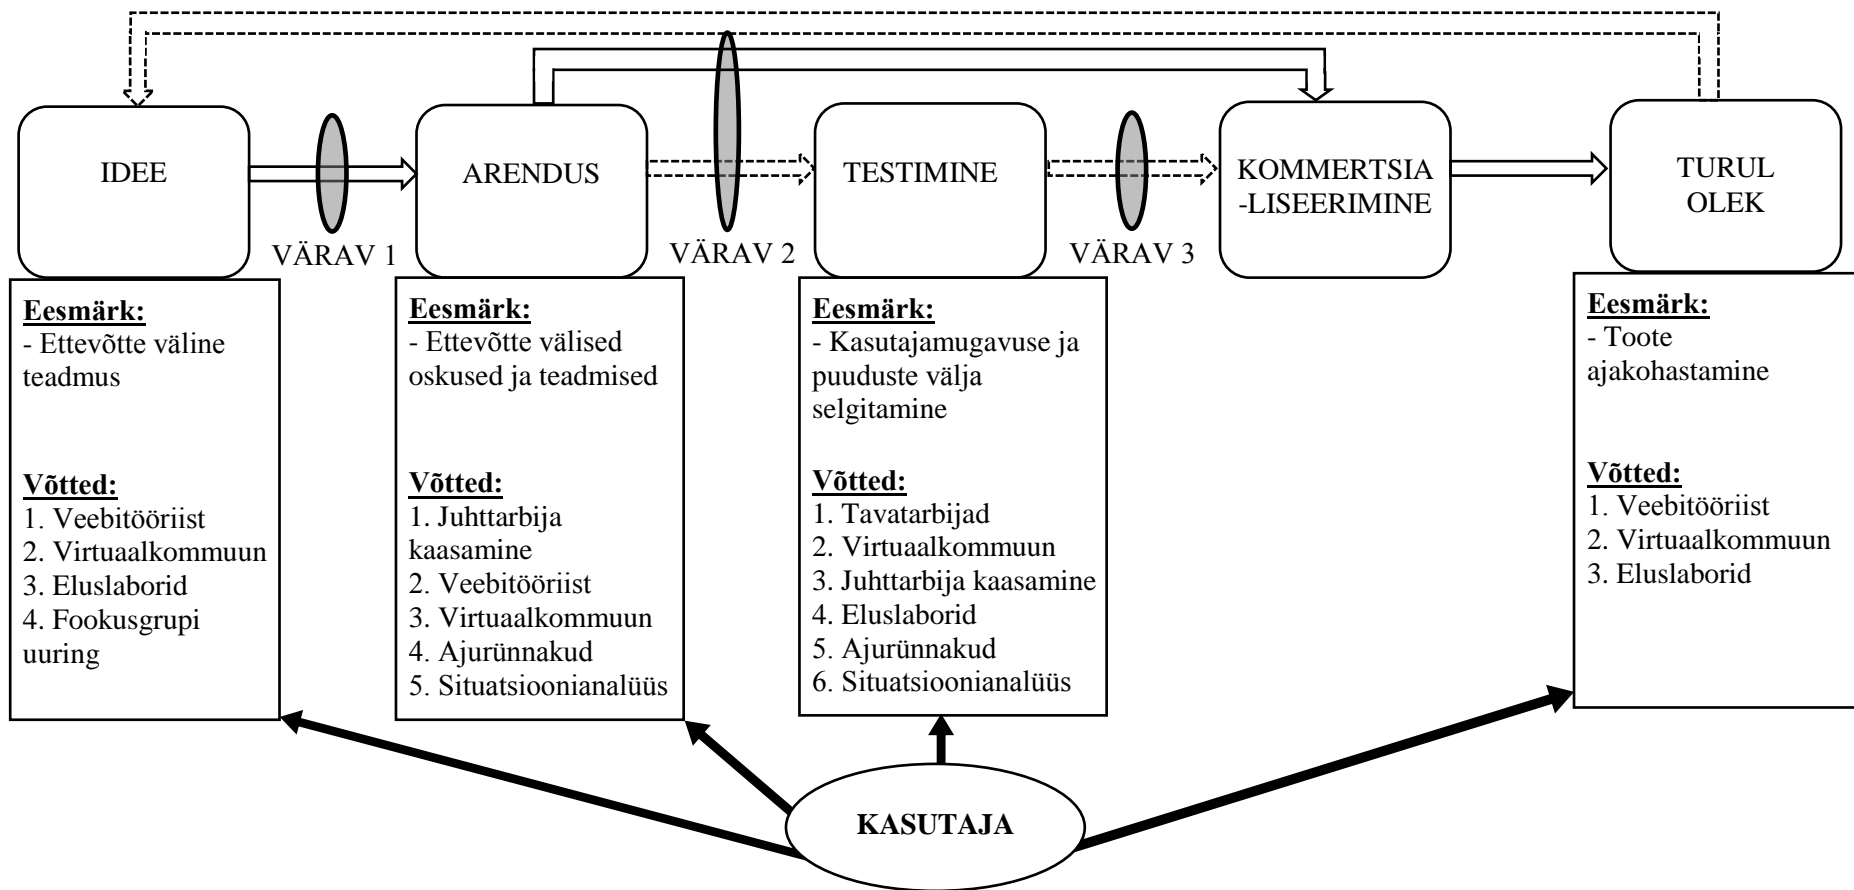 IDEE
VÄRAV 1
ARENDUS
VÄRAV 2
TESTIMINE
VÄRAV 3
KOMMERTSIA
-LISEERIMINE
TURUL
OLEK
Eesmärk:
- Ettevõtte väline
teadmus
Võtted:
1. Veebitööriist
2. Virtuaalkommuun
3. Eluslaborid
4. Fookusgrupi
uuring
Eesmärk:
- Ettevõtte välised
oskused ja teadmised
Võtted:
1. Juhttarbija
kaasamine
2. Veebitööriist
3. Virtuaalkommuun
4. Ajurünnakud
5. Situatsioonianalüüs
Eesmärk:
- Kasutajamugavuse ja
puuduste välja
selgitamine
Võtted:
1. Tavatarbijad
2. Virtuaalkommuun
3. Juhttarbija kaasamine
4. Eluslaborid
5. Ajurünnakud
6. Situatsioonianalüüs
Eesmärk:
- Toote
ajakohastamine
Võtted:
1. Veebitööriist
2. Virtuaalkommuun
3. Eluslaborid
KASUTAJA